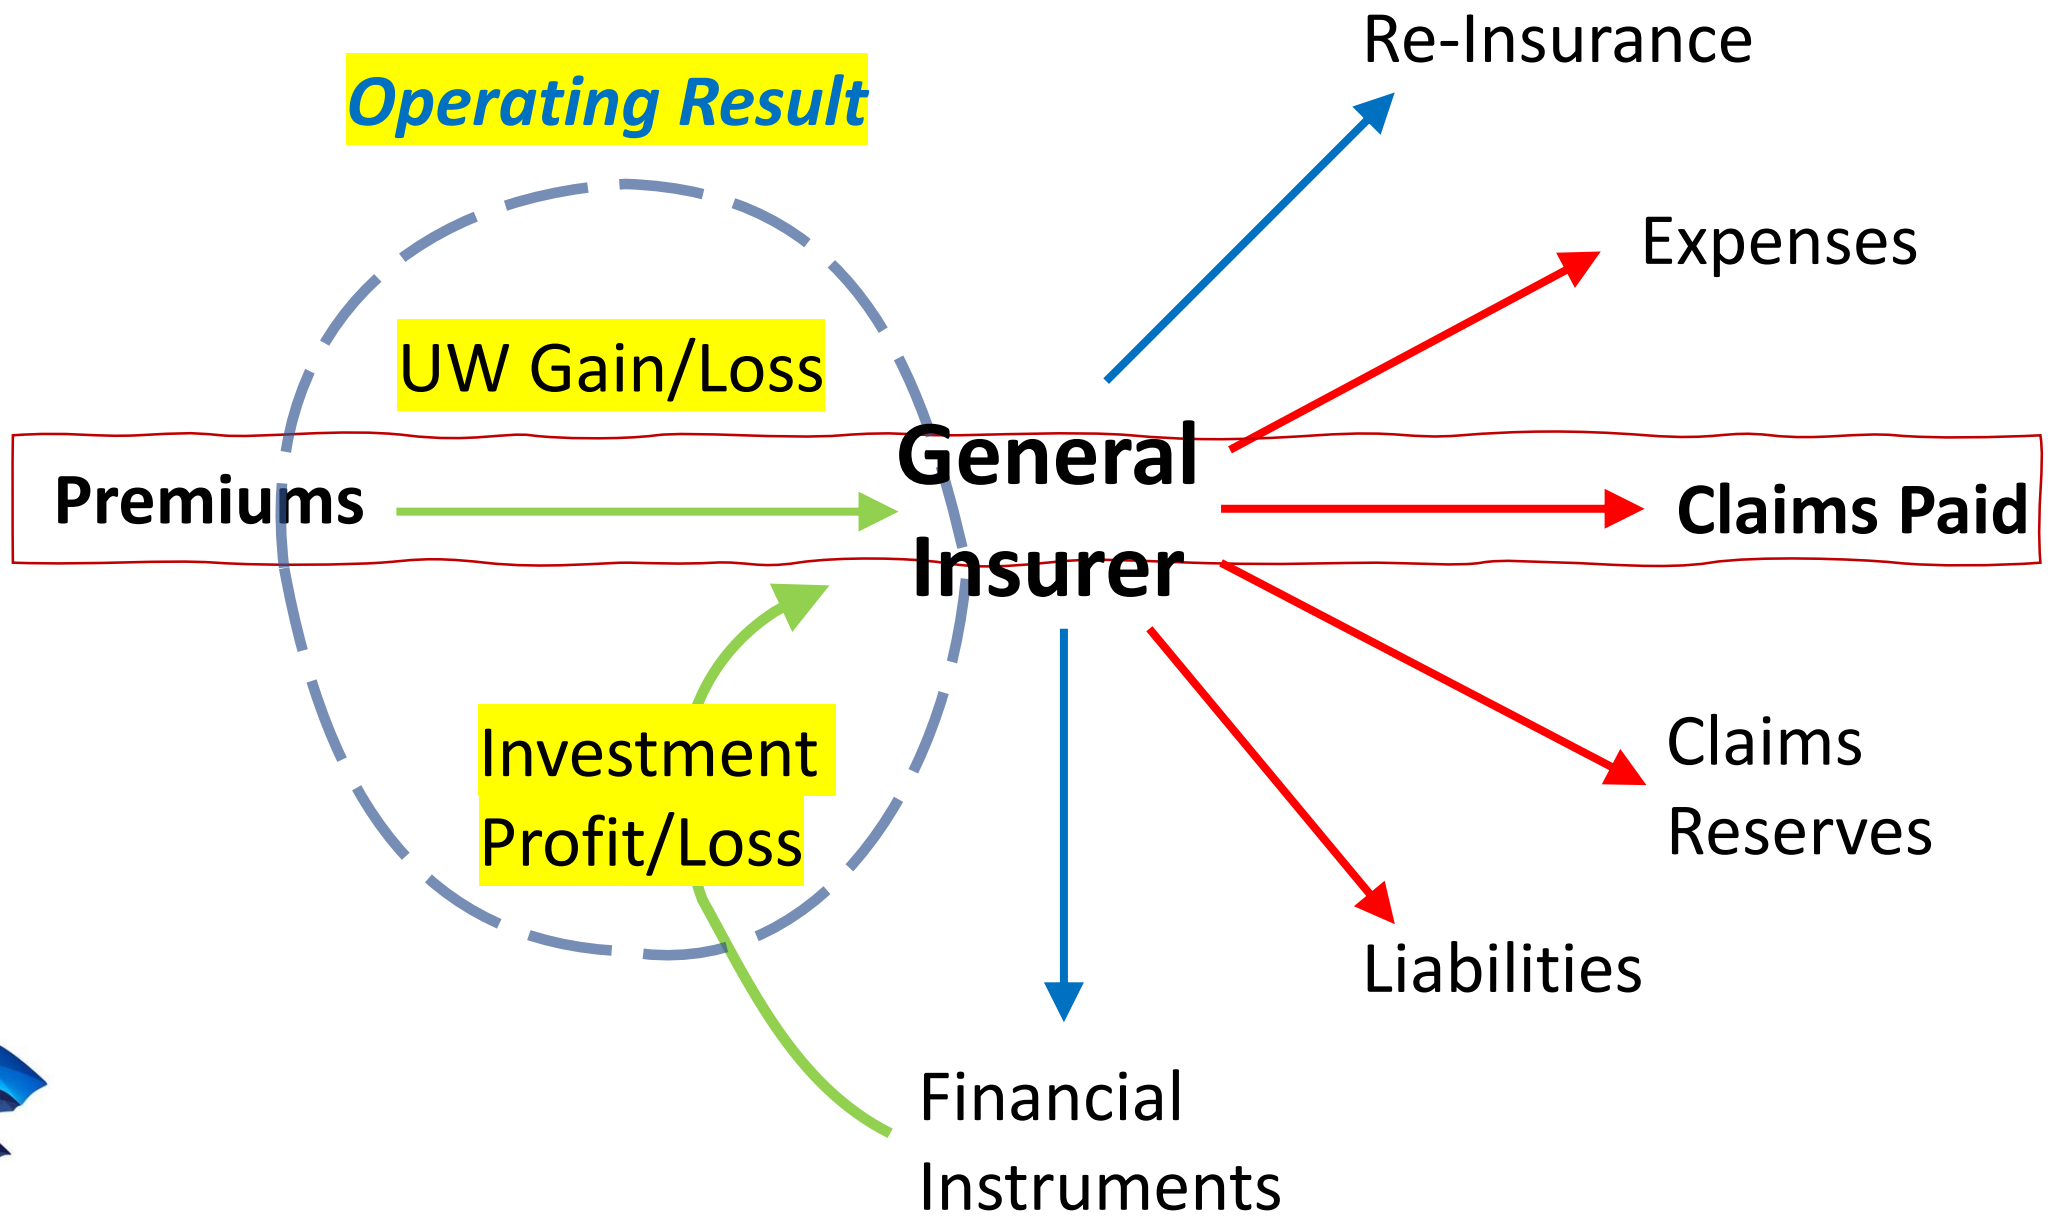 Re-Insurance
Operating Result
Expenses
UW Gain/Loss
General
Insurer
Premiums
Claims Paid
Investment
Profit/Loss
Claims
Reserves
Liabilities
Financial
Instruments